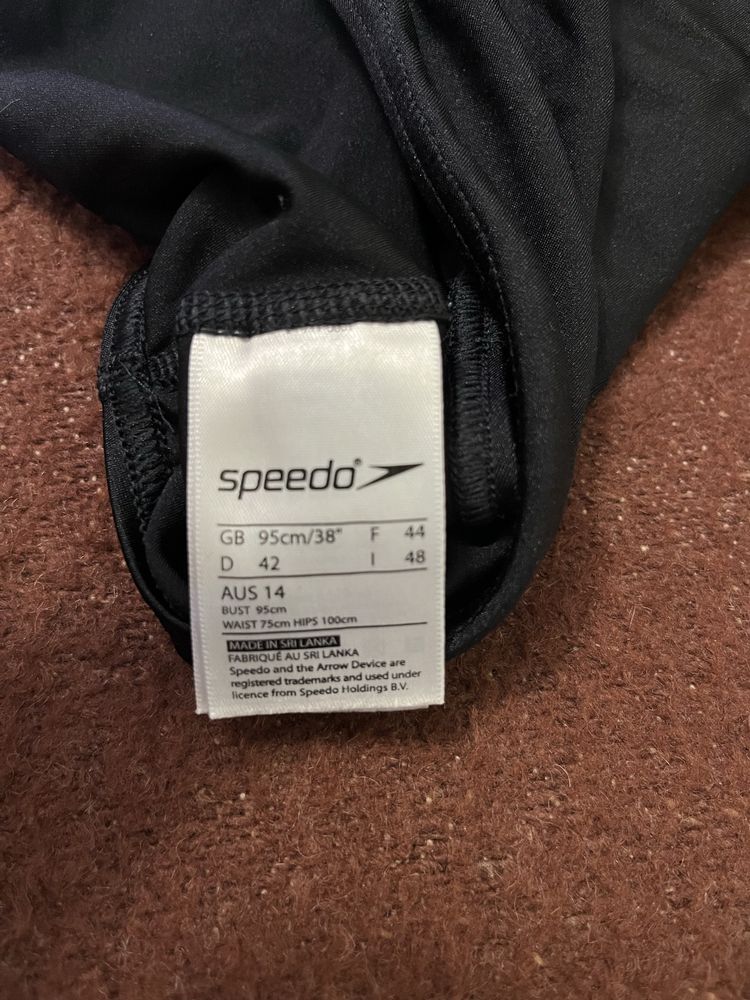 speedo®
GB 95cm/38" F 44
D 42 I 48
AUS 14
BUST 95cm
WAIST 75cm HIPS 100cm
MADE IN SRI LANKA
FABRIQUÉ AU SRI LANKA
Speedo and the Arrow Device are
registered trademarks and used under
licence from Speedo Holdings B.V.